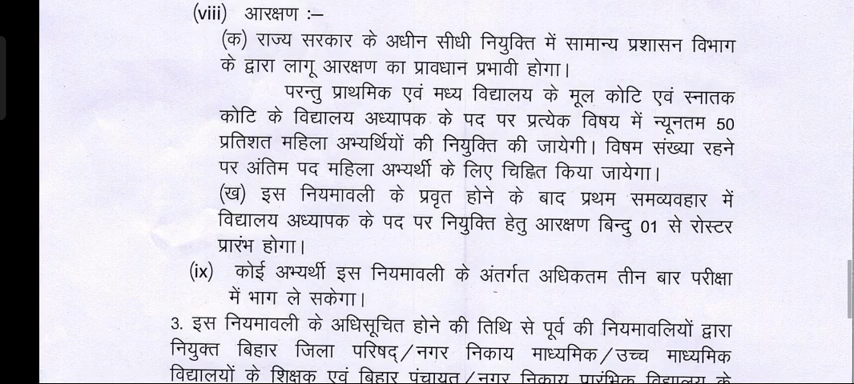 (viii) आरक्षण :–
(क) राज्य सरकार के अधीन सीधी नियुक्ति में सामान्य प्रशासन विभाग
के द्वारा लागू आरक्षण का प्रावधान प्रभावी होगा।
परन्तु प्राथमिक एवं मध्य विद्यालय के मूल कोटि एवं स्नातक
कोटि के विद्यालय अध्यापक के पद पर प्रत्येक विषय में न्यूनतम 50
प्रतिशत महिला अभ्यर्थियों की नियुक्ति की जायेगी। विषम संख्या रहने
पर अंतिम पद महिला अभ्यर्थी के लिए चिह्नित किया जायेगा।
(ख) इस नियमावली के प्रवृत होने के बाद प्रथम समव्यवहार में
विद्यालय अध्यापक के पद पर नियुक्ति हेतु आरक्षण बिन्दु 01 से रोस्टर
प्रारंभ होगा।
(ix) कोई अभ्यर्थी इस नियमावली के अंतर्गत अधिकतम तीन बार परीक्षा
में भाग ले सकेगा।
3. इस नियमावली के अधिसूचित होने की तिथि से पूर्व की नियमावलियों द्वारा
नियुक्त बिहार जिला परिषद्/नगर निकाय माध्यमिक/उच्च माध्यमिक
विद्यालयों के शिक्षक एवं बिहार पंचायत/नगर निकाय प्रारंभिक विद्यालय के